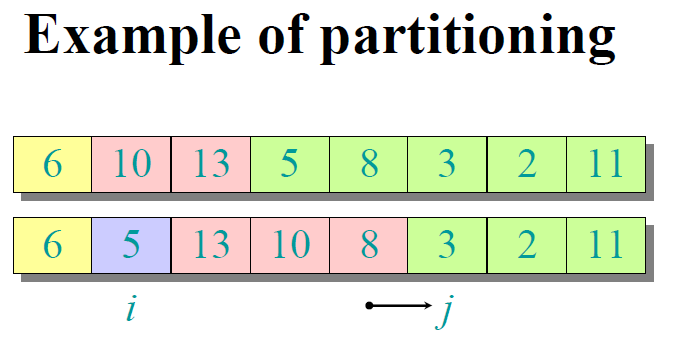 Example of partitioning
6 10 13 5 8 3 2 11
6 5 13 10 8 3 2 11
i j